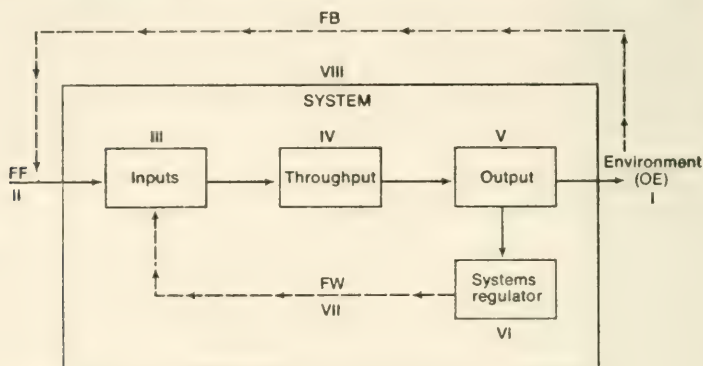 FB
VIII
SYSTEM
III
IV
V
FF
II
Inputs
Throughput
Output
Environment
(OE)
I
FW
VII
Systems
regulator
VI